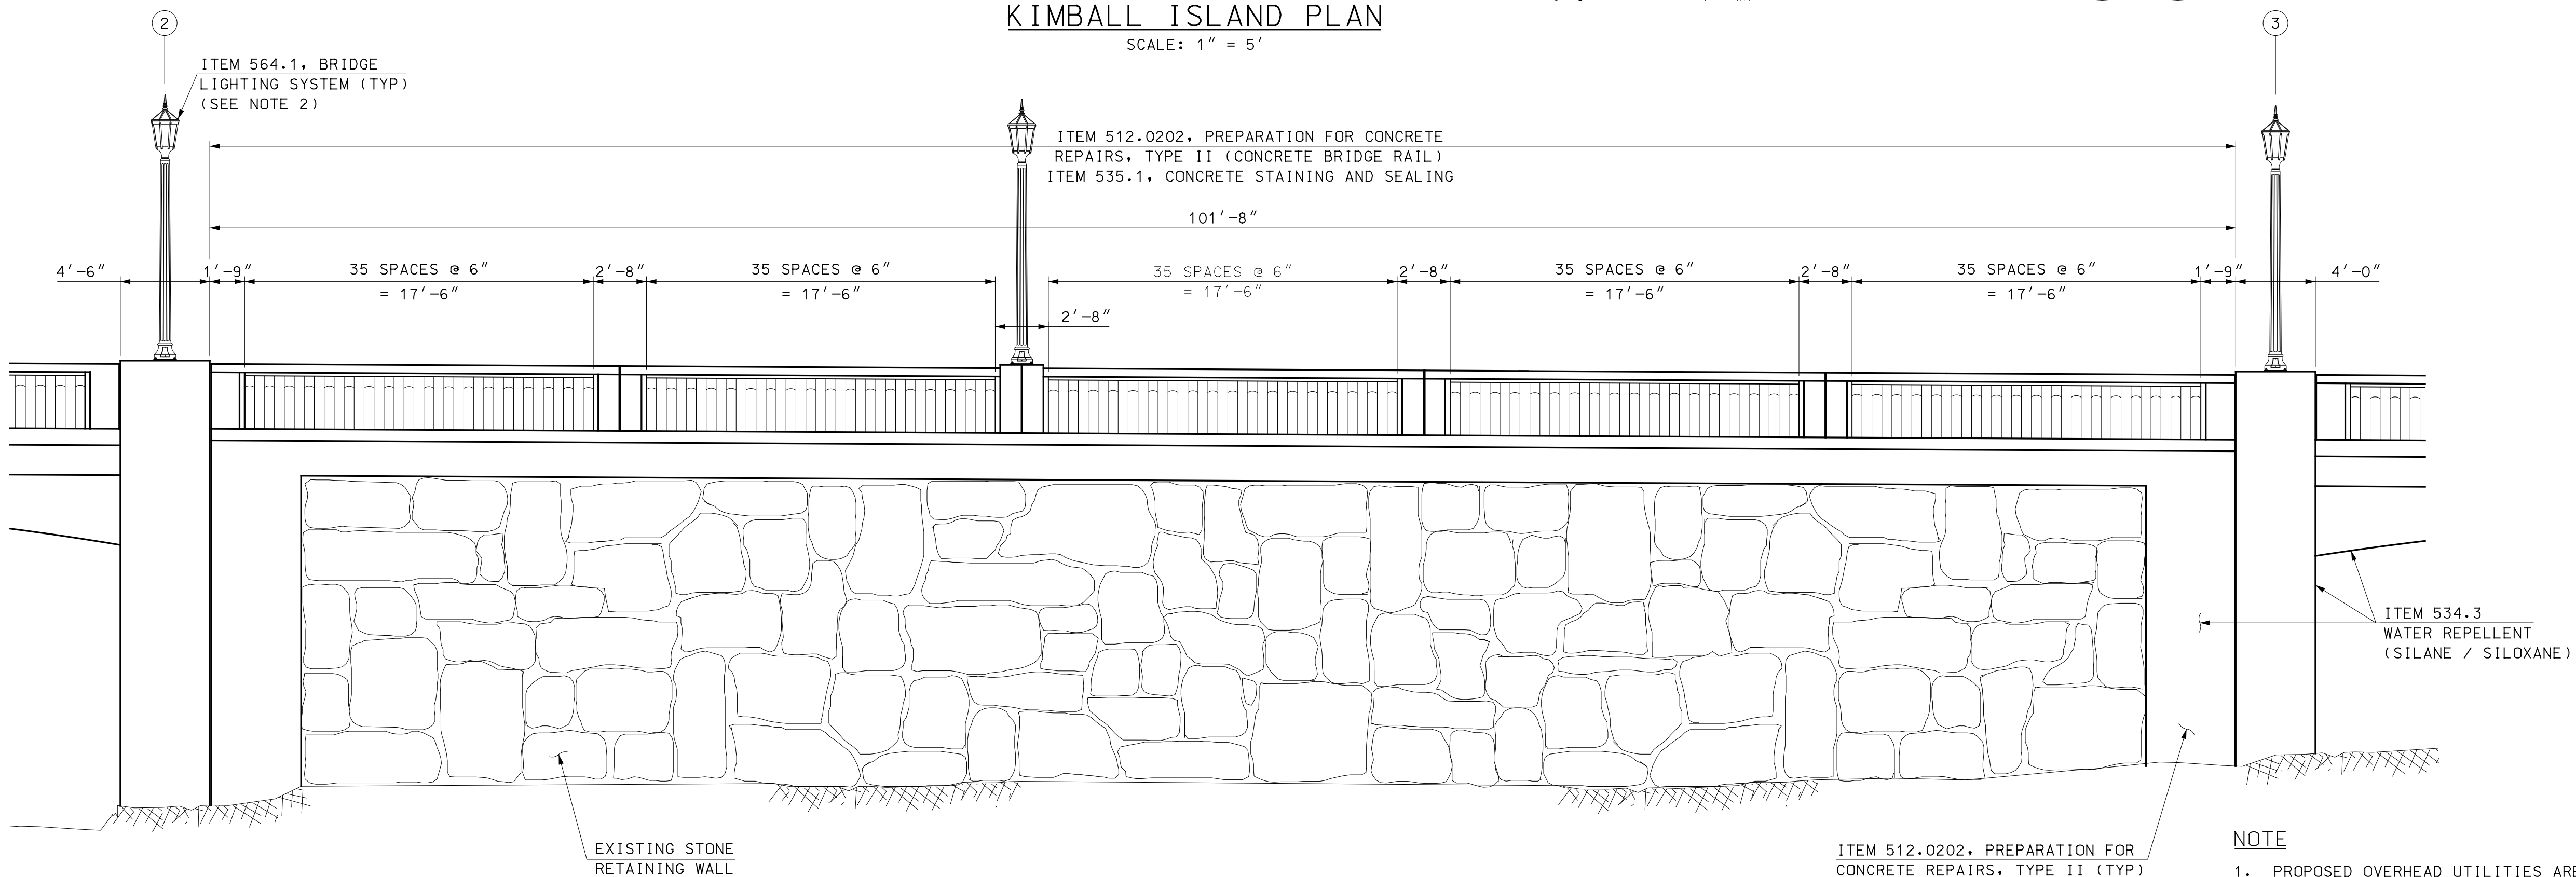 KIMBALL ISLAND PLAN
SCALE: 1" = 5'
2
3
ITEM 564.1, BRIDGE
LIGHTING SYSTEM (TYP)
(SEE NOTE 2)
ITEM 512.0202, PREPARATION FOR CONCRETE
REPAIRS, TYPE II (CONCRETE BRIDGE RAIL)
ITEM 535.1, CONCRETE STAINING AND SEALING
101'-8"
4'-6"
1'-9"
35 SPACES @ 6"
= 17'-6"
2'-8"
35 SPACES @ 6"
= 17'-6"
2'-8"
35 SPACES @ 6"
= 17'-6"
2'-8"
35 SPACES @ 6"
= 17'-6"
2'-8"
35 SPACES @ 6"
= 17'-6"
1'-9"
4'-0"
ITEM 534.3
WATER REPELLENT
(SILANE / SILOXANE)
EXISTING STONE
RETAINING WALL
ITEM 512.0202, PREPARATION FOR
CONCRETE REPAIRS, TYPE II (TYP)
NOTE
1. PROPOSED OVERHEAD UTILITIES ARE